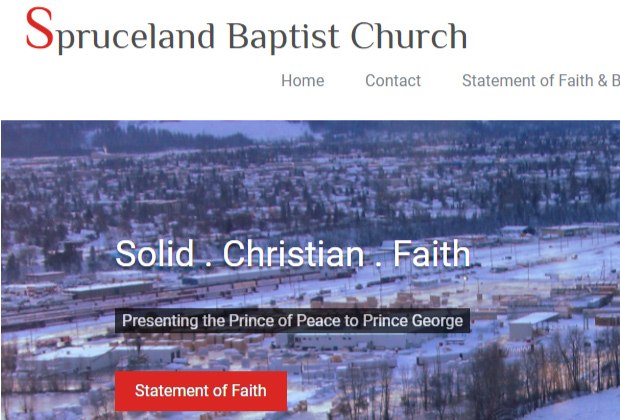 Spruceland Baptist Church
Home Contact Statement of Faith & B
Solid . Christian . Faith
Presenting the Prince of Peace to Prince George
Statement of Faith